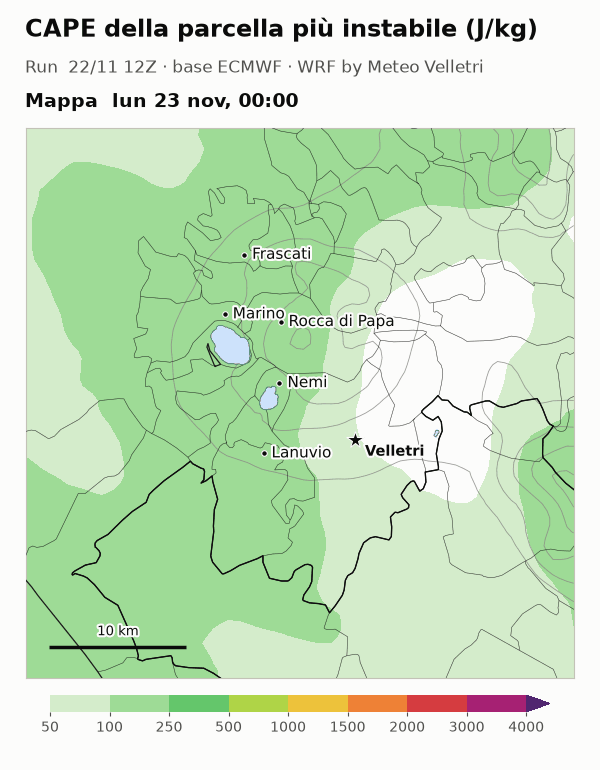 CAPE della parcella più instabile (J/kg)
Run  22/11 12Z · base ECMWF · WRF by Meteo Velletri
Mappa  lun 23 nov, 00:00
Frascati
Marino
Rocca di Papa
Nemi
Velletri
Lanuvio
10 km
50 100 250 500 1000 1500 2000 3000 4000